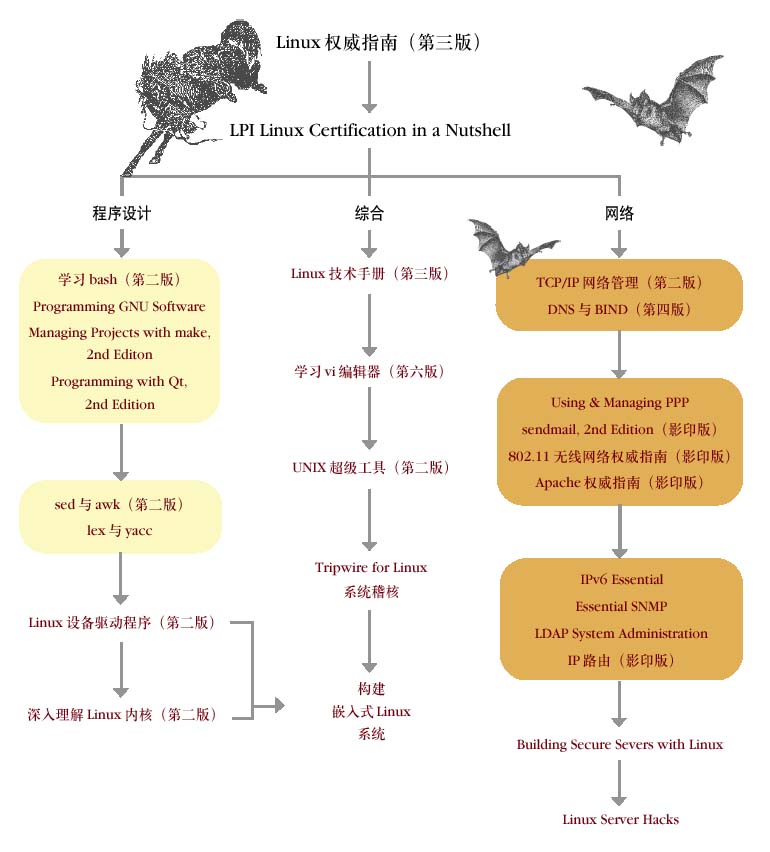 Linux 权威指南（第三版）
LPI Linux Certification in a Nutshell
程序设计
学习 bash（第二版）
Programming GNU Software
Managing Projects with make,
2nd Editon
Programming with Qt,
2nd Edition
sed 与 awk（第二版）
lex 与 yacc
Linux 设备驱动程序（第二版）
深入理解 Linux 内核（第二版）
综合
Linux 技术手册（第三版）
学习 vi 编辑器（第六版）
UNIX 超级工具（第二版）
Tripwire for Linux
系统稽核
构建
嵌入式 Linux
系统
网络
TCP/IP 网络管理（第二版）
DNS 与 BIND（第四版）
Using & Managing PPP
sendmail, 2nd Edition（影印版）
802.11 无线网络权威指南（影印版）
Apache 权威指南（影印版）
IPv6 Essential
Essential SNMP
LDAP System Administration
IP 路由（影印版）
Building Secure Severs with Linux
Linux Server Hacks